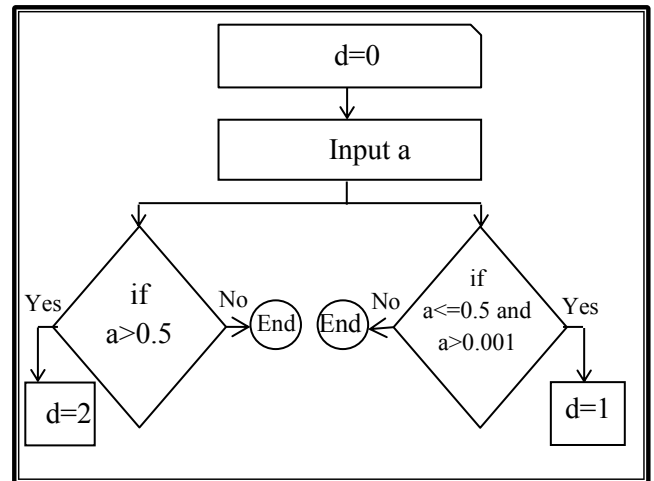 d=0
Input a
if
a>0.5
Yes
No
End
d=2
if
a<=0.5 and
a>0.001
No
End
Yes
d=1